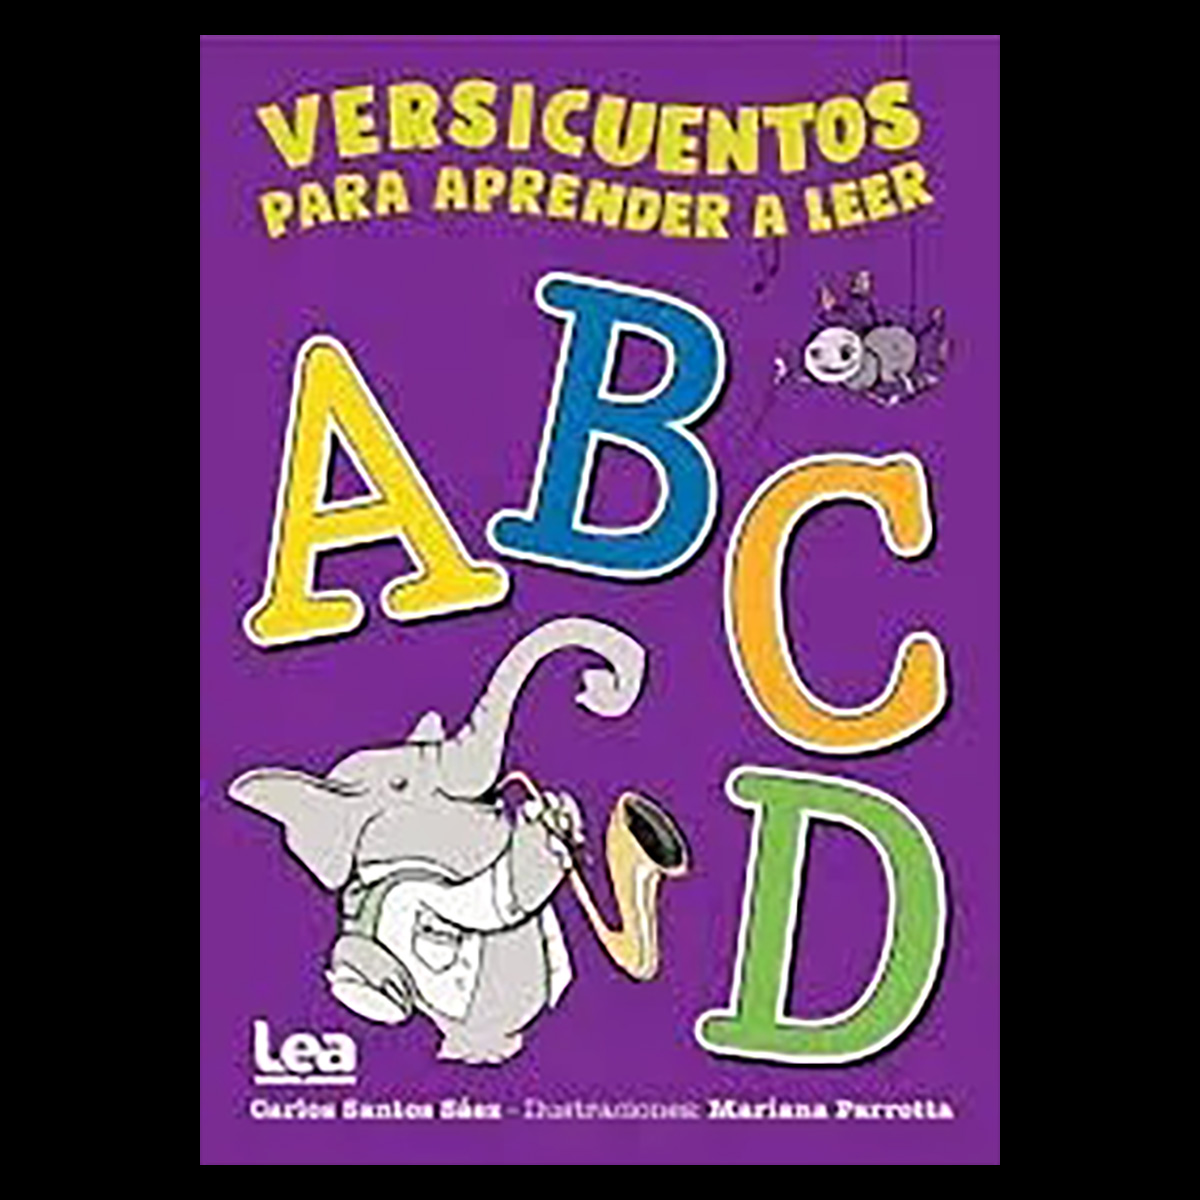 VERSICUENTOS
PARA APRENDER A LEER
A B C
D
Lea
Carlos Santos Sáez - Ilustraciones: Mariana Parrotta